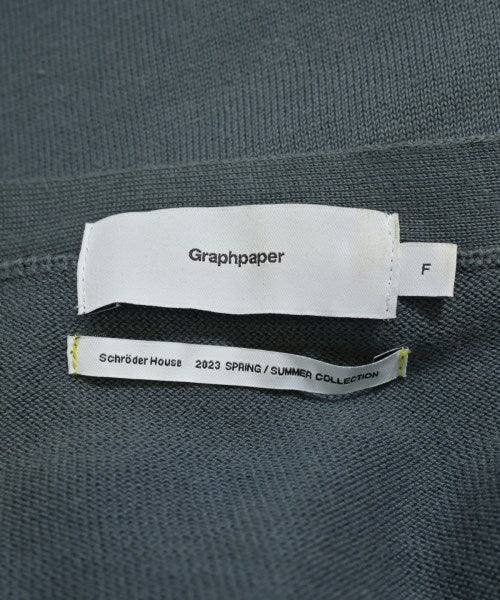 Graphpaper
F
Schröder House 2023 SPRING / SUMMER COLLECTION